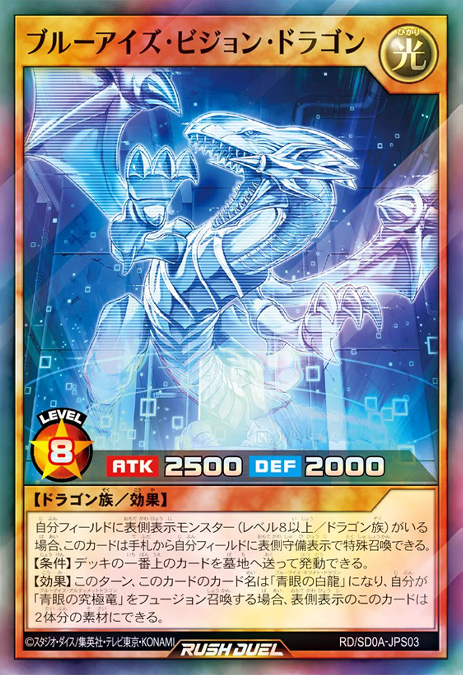 ブルーアイズ・ビジョン・ドラゴン
ひかり
光
LEVEL
8
ATK 2500 DEF 2000
【ドラゴン族／効果】
自分フィールドに表側表示モンスター(レベル8以上／ドラゴン族)がいる
場合、このカードは手札から自分フィールドに表側守備表示で特殊召喚できる。
【条件】デッキの一番上のカードを墓地へ送って発動できる。
【効果】このターン、このカードのカード名は「青眼の白龍」になり、自分が
「青眼の究極竜」をフュージョン召喚する場合、表側表示のこのカードは
2体分の素材にできる。
©スタジオ・ダイス/集英社・テレビ東京・KONAMI
RUSH DUEL
RD/SD0A-JPS03